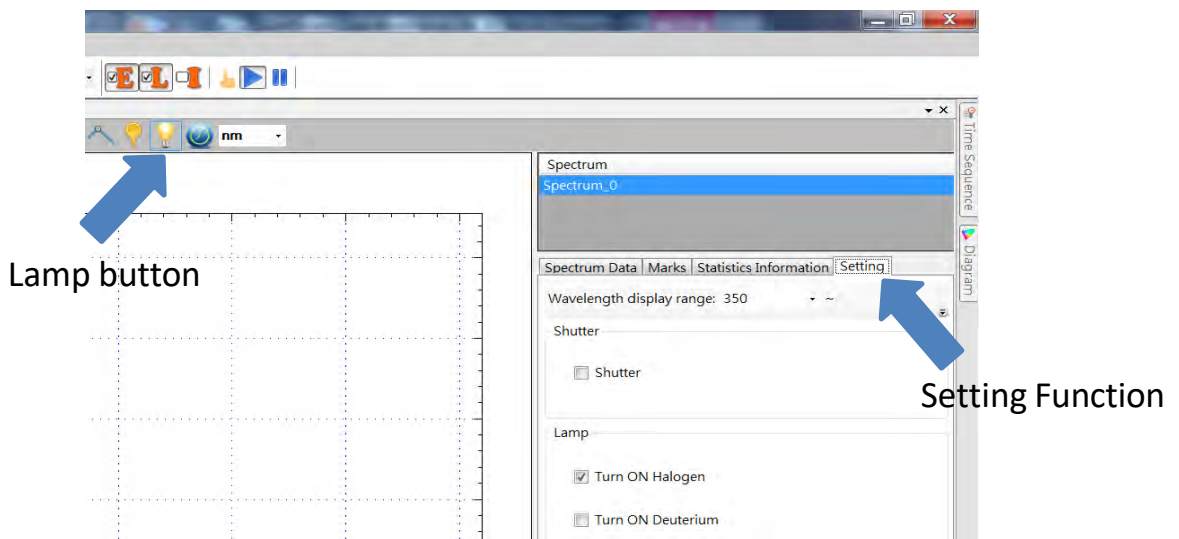 E L I
nm
Time Sequence
Spectrum
Spectrum_0
Diagram
Lamp button
Spectrum Data Marks Statistics Information Setting
Wavelength display range: 350 ~
Shutter
Shutter
Setting Function
Lamp
Turn ON Halogen
Turn ON Deuterium